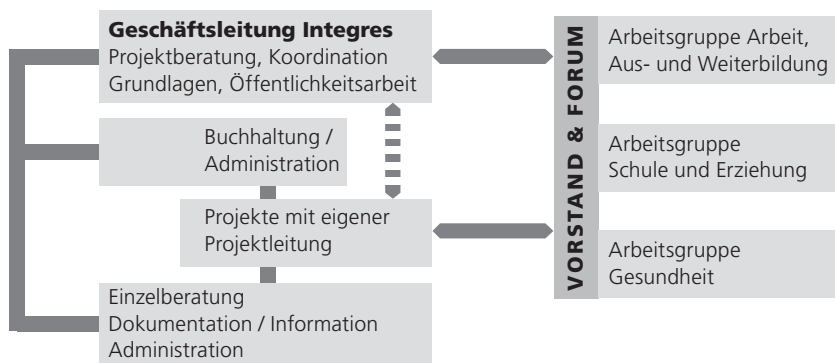 Geschäftsleitung Integres
Projektberatung, Koordination
Grundlagen, Öffentlichkeitsarbeit
Buchhaltung /
Administration
Projekte mit eigener
Projektleitung
Einzelberatung
Dokumentation / Information
Administration
VORSTAND & FORUM
Arbeitsgruppe Arbeit,
Aus- und Weiterbildung
Arbeitsgruppe
Schule und Erziehung
Arbeitsgruppe
Gesundheit